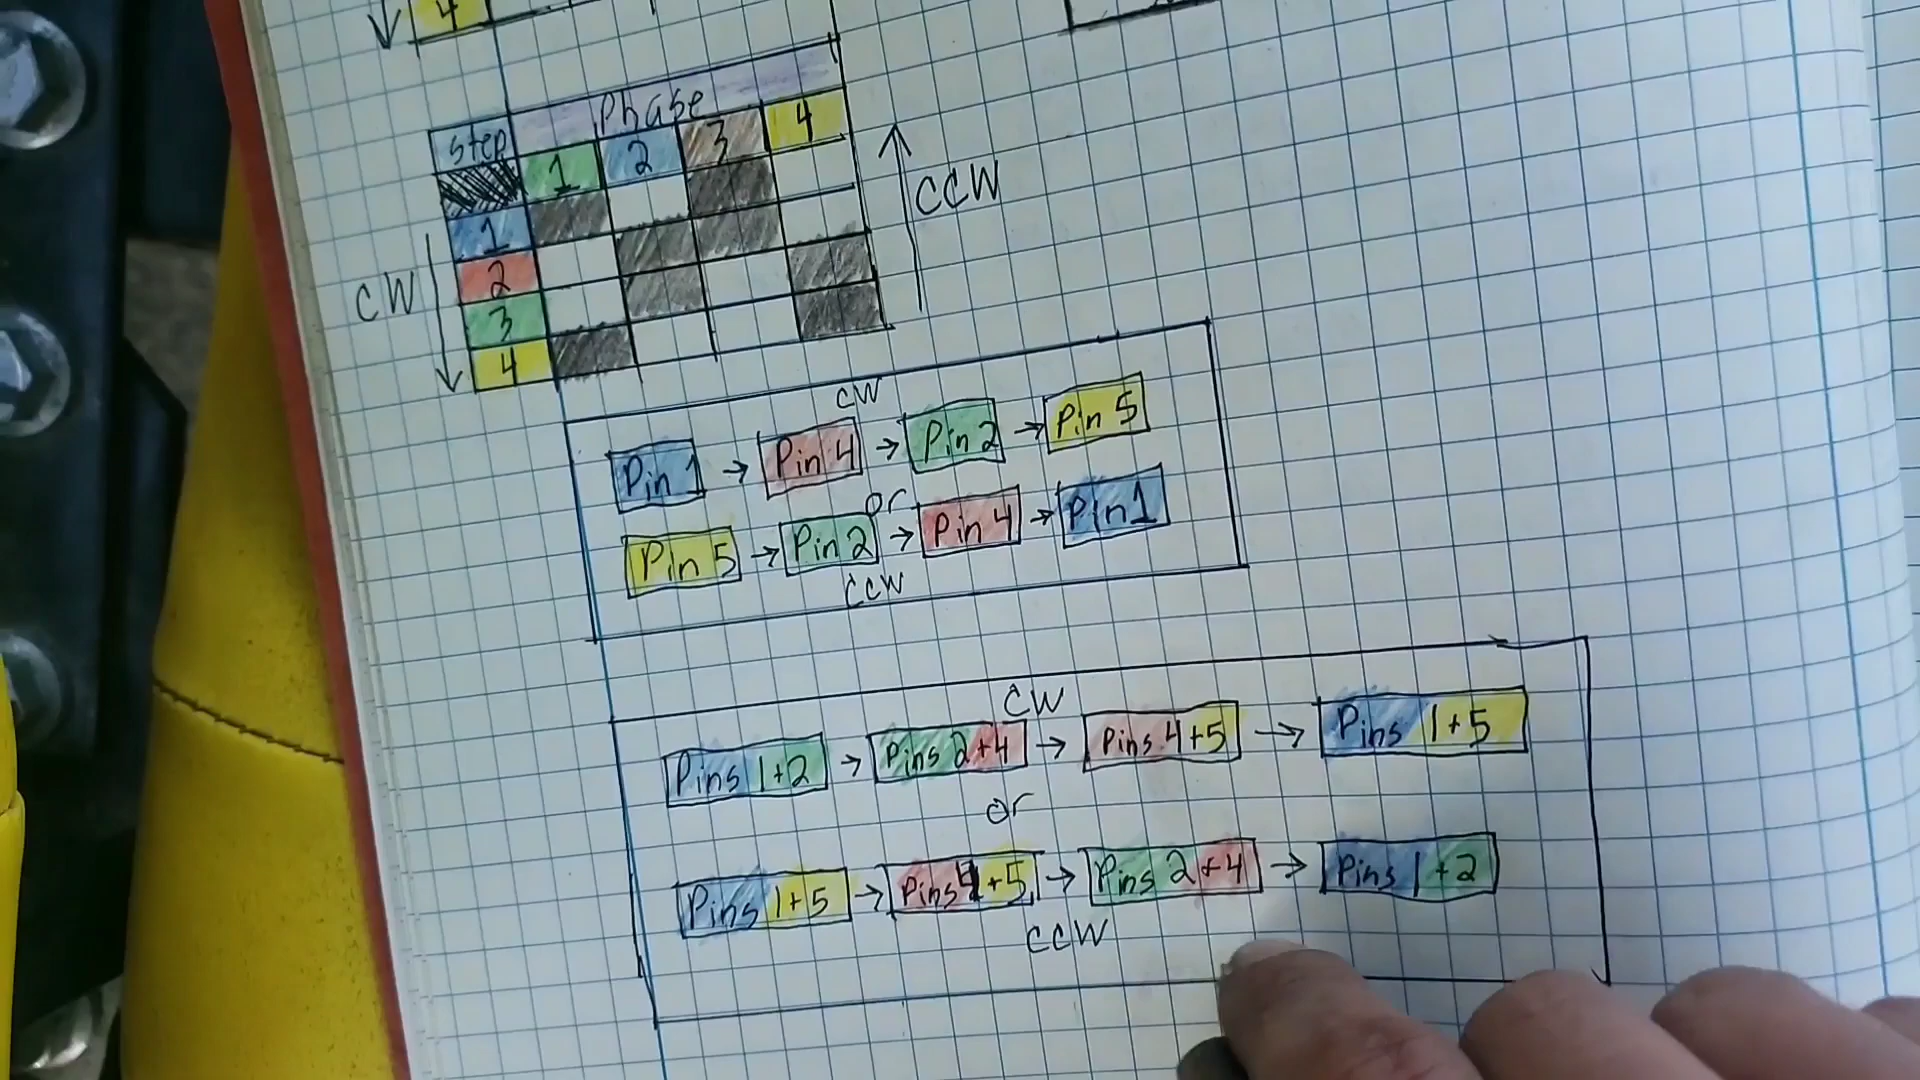 4
Phase
step 1 2 3 4
1
2
3
4
CW
CCW
CW
Pin 1 → Pin 4 → Pin 2 → Pin 5
or
Pin 5 → Pin 2 → Pin 4 → Pin 1
CCW
CW
Pins 1+2 → Pins 2+4 → Pins 4+5 → Pins 1+5
or
Pins 1+5 → Pins 4+5 → Pins 2+4 → Pins 1+2
CCW